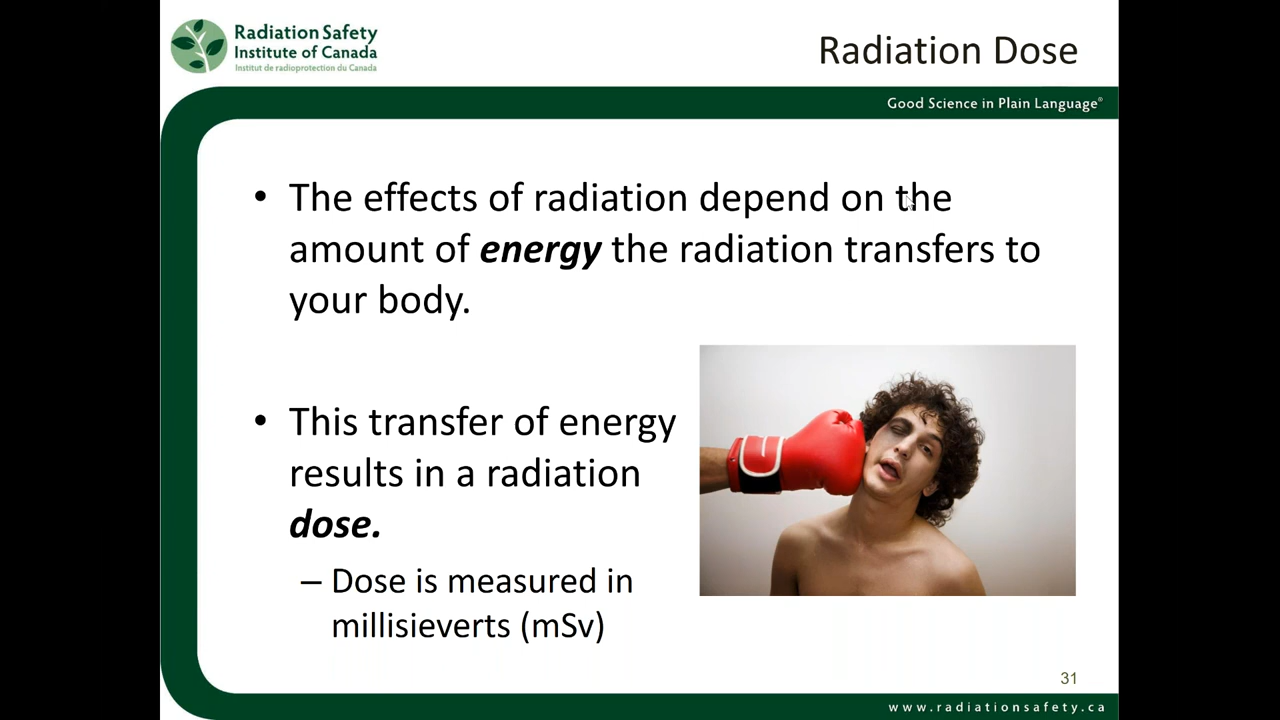 Radiation Safety
Institute of Canada
Institut de radioprotection du Canada
Radiation Dose
Good Science in Plain Language®
• The effects of radiation depend on the
amount of energy the radiation transfers to
your body.
• This transfer of energy
results in a radiation
dose.
– Dose is measured in
millisieverts (mSv)
31
www.radiationsafety.ca